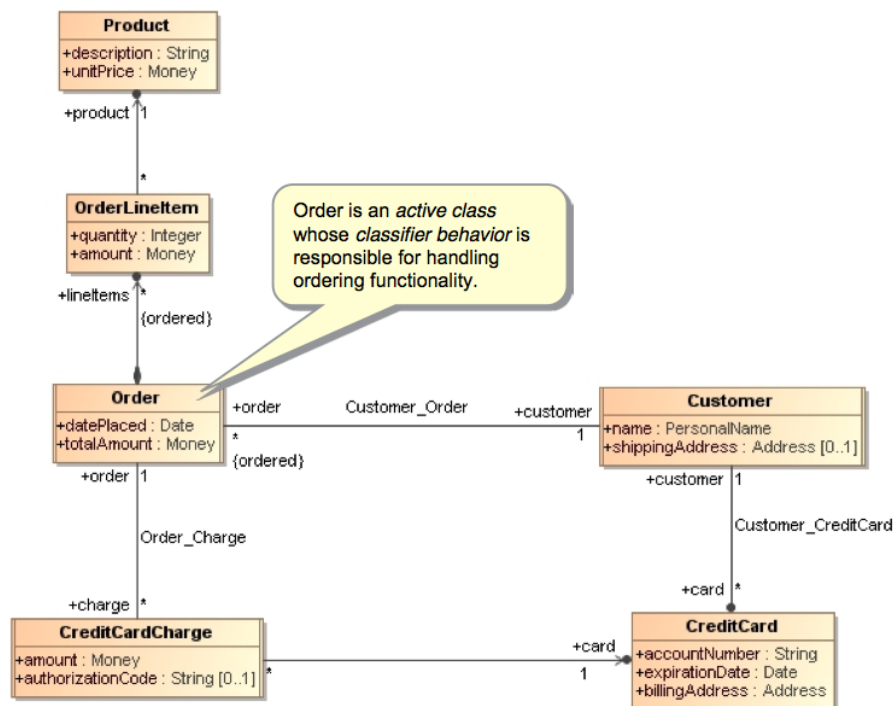 Product
+description : String
+unitPrice : Money
+product 1
*
OrderLineItem
+quantity : Integer
+amount : Money
+lineItems *
{ordered}
Order is an active class
whose classifier behavior is
responsible for handling
ordering functionality.
Order
+datePlaced : Date
+totalAmount : Money
+order Customer_Order +customer
* 1
{ordered}
Customer
+name : PersonalName
+shippingAddress : Address [0..1]
+order 1
Order_Charge
+charge *
+customer 1
Customer_CreditCard
+card *
CreditCardCharge
+amount : Money
+authorizationCode : String [0..1]
+card
* 1
CreditCard
+accountNumber : String
+expirationDate : Date
+billingAddress : Address